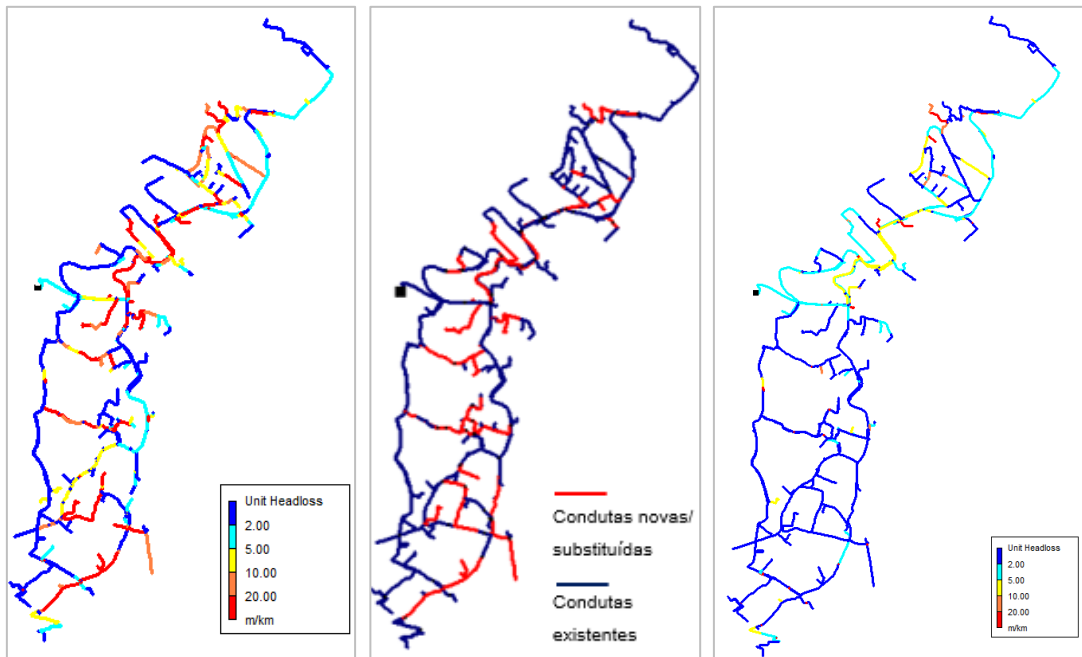 Unit Headloss
2.00
5.00
10.00
20.00
m/km
Condutas novas/
substituídas
Condutas
existentes
Unit Headloss
2.00
5.00
10.00
20.00
m/km